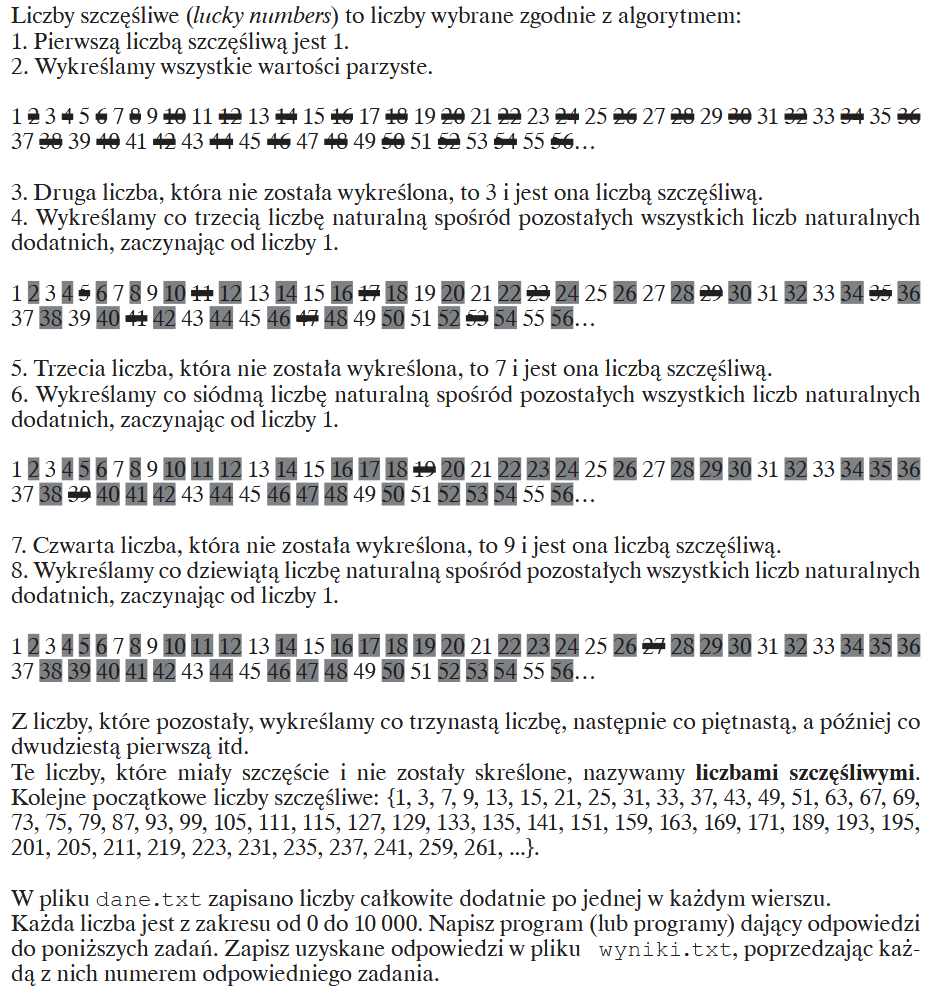 Liczby szczęśliwe (lucky numbers) to liczby wybrane zgodnie z algorytmem:
1. Pierwszą liczbą szczęśliwą jest 1.
2. Wykreślamy wszystkie wartości parzyste.
1 2 3 4 5 6 7 8 9 10 11 12 13 14 15 16 17 18 19 20 21 22 23 24 25 26 27 28 29 30 31 32 33 34 35 36
37 38 39 40 41 42 43 44 45 46 47 48 49 50 51 52 53 54 55 56...
3. Druga liczba, która nie została wykreślona, to 3 i jest ona liczbą szczęśliwą.
4. Wykreślamy co trzecią liczbę naturalną spośród pozostałych wszystkich liczb naturalnych
dodatnich, zaczynając od liczby 1.
1 2 3 4 5 6 7 8 9 10 11 12 13 14 15 16 17 18 19 20 21 22 23 24 25 26 27 28 29 30 31 32 33 34 35 36
37 38 39 40 41 42 43 44 45 46 47 48 49 50 51 52 53 54 55 56...
5. Trzecia liczba, która nie została wykreślona, to 7 i jest ona liczbą szczęśliwą.
6. Wykreślamy co siódmą liczbę naturalną spośród pozostałych wszystkich liczb naturalnych
dodatnich, zaczynając od liczby 1.
1 2 3 4 5 6 7 8 9 10 11 12 13 14 15 16 17 18 19 20 21 22 23 24 25 26 27 28 29 30 31 32 33 34 35 36
37 38 39 40 41 42 43 44 45 46 47 48 49 50 51 52 53 54 55 56...
7. Czwarta liczba, która nie została wykreślona, to 9 i jest ona liczbą szczęśliwą.
8. Wykreślamy co dziewiątą liczbę naturalną spośród pozostałych wszystkich liczb naturalnych
dodatnich, zaczynając od liczby 1.
1 2 3 4 5 6 7 8 9 10 11 12 13 14 15 16 17 18 19 20 21 22 23 24 25 26 27 28 29 30 31 32 33 34 35 36
37 38 39 40 41 42 43 44 45 46 47 48 49 50 51 52 53 54 55 56...
Z liczby, które pozostały, wykreślamy co trzynastą liczbę, następnie co piętnastą, a później co
dwudziestą pierwszą itd.
Te liczby, które miały szczęście i nie zostały skreślone, nazywamy liczbami szczęśliwymi.
Kolejne początkowe liczby szczęśliwe: {1, 3, 7, 9, 13, 15, 21, 25, 31, 33, 37, 43, 49, 51, 63, 67, 69,
73, 75, 79, 87, 93, 99, 105, 111, 115, 127, 129, 133, 135, 141, 151, 159, 163, 169, 171, 189, 193, 195,
201, 205, 211, 219, 223, 231, 235, 237, 241, 259, 261, ...}.
W pliku dane.txt zapisano liczby całkowite dodatnie po jednej w każdym wierszu.
Każda liczba jest z zakresu od 0 do 10 000. Napisz program (lub programy) dający odpowiedzi
do poniższych zadań. Zapisz uzyskane odpowiedzi w pliku wyniki.txt, poprzedzając każ-
dą z nich numerem odpowiedniego zadania.